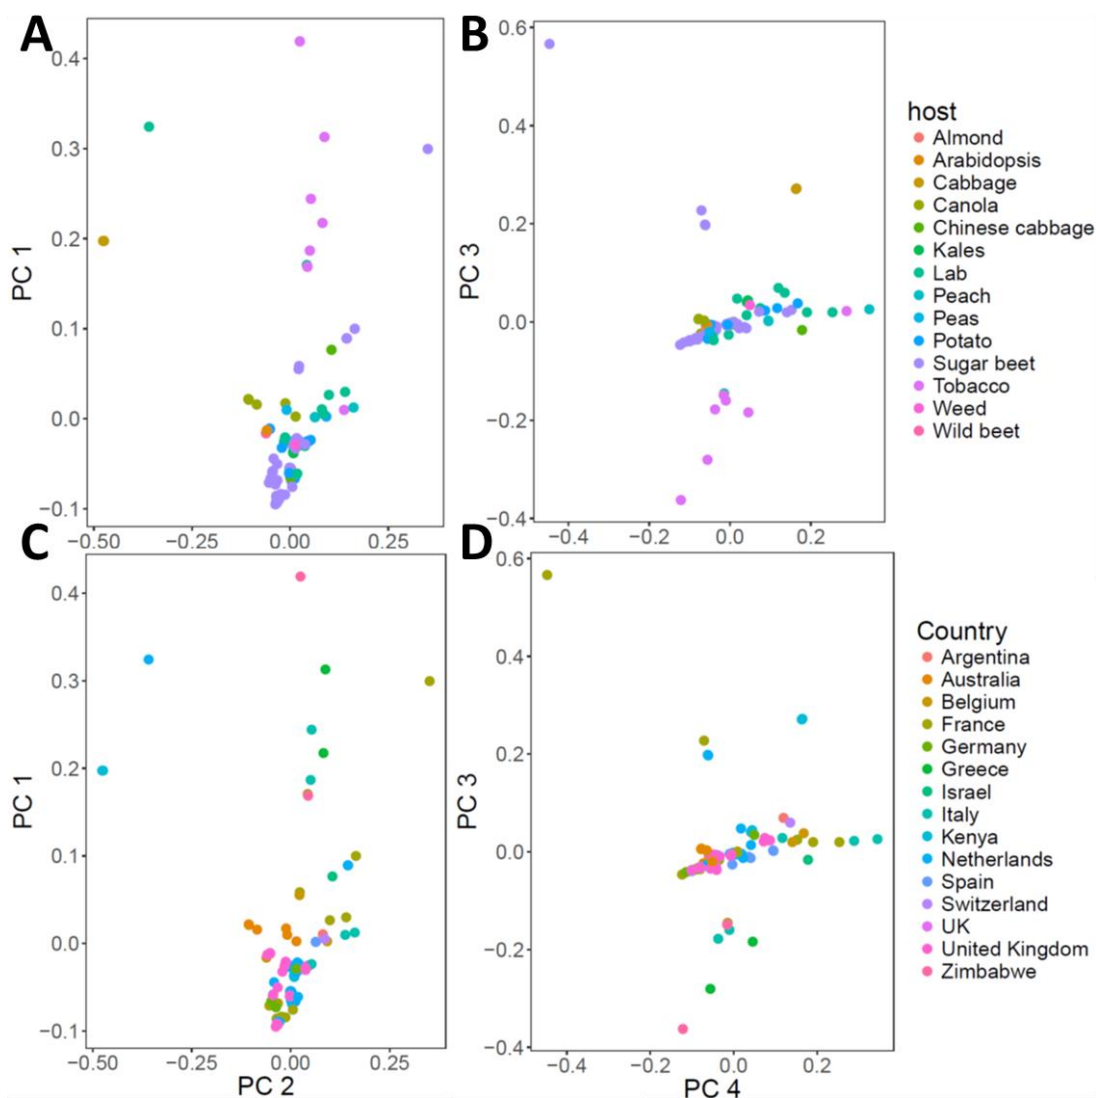 A
B
0.4
0.3
0.2
0.1
0.0
−0.1
PC 1
−0.50
−0.25
0.00
0.25
0.6
0.4
0.2
0.0
−0.2
−0.4
PC 3
−0.4
−0.2
0.0
0.2
host
Almond
Arabidopsis
Cabbage
Canola
Chinese cabbage
Kales
Lab
Peach
Peas
Potato
Sugar beet
Tobacco
Weed
Wild beet
C
D
0.4
0.3
0.2
0.1
0.0
−0.1
PC 1
−0.50
−0.25
0.00
0.25
PC 2
0.6
0.4
0.2
0.0
−0.2
−0.4
PC 3
−0.4
−0.2
0.0
0.2
PC 4
Country
Argentina
Australia
Belgium
France
Germany
Greece
Israel
Italy
Kenya
Netherlands
Spain
Switzerland
UK
United Kingdom
Zimbabwe